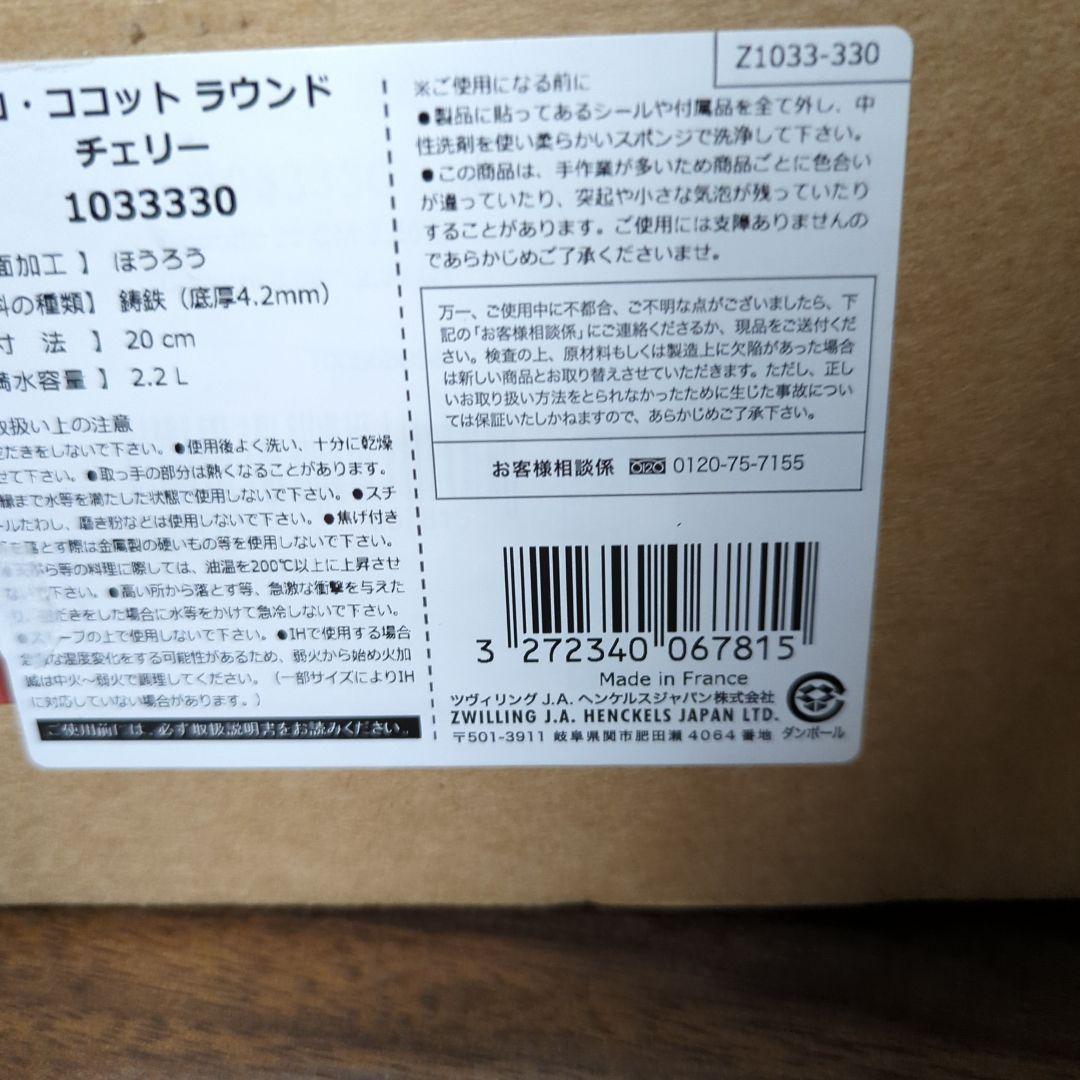 コ・ココット ラウンド
チェリー
1033330
面加工 】 ほうろう
料の種類】 鋳鉄（底厚4.2mm）
寸 法 】 20 cm
満水容量 】 2.2 L
取扱い上の注意
空だきをしないで下さい。●使用後よく洗い、十分に乾燥
せて下さい。●取っ手の部分は熱くなることがあります。
縁まで水等を満たした状態で使用しないで下さい。●スチ
ールたわし、磨き粉などは使用しないで下さい。●焦げ付き
を落とす際は金属製の硬いもの等を使用しないで下さい。
ら等の料理に際しては、油温を200℃以上に上昇させ
ないで下さい。●高い所から落とす等、急激な衝撃を与えた
り、空だきをした場合に水等をかけて急冷しないで下さい。
●ストーブの上で使用しないで下さい。●IHで使用する場合
急激な温度変化をする可能性があるため、弱火から始め火加
減は中火～弱火で調理してください。（一部サイズによりIH
に対応していない場合があります。）
ご使用前には、必ず取扱説明書をお読みください。
Z1033-330
※ご使用になる前に
●製品に貼ってあるシールや付属品を全て外し、中
性洗剤を使い柔らかいスポンジで洗浄して下さい。
●この商品は、手作業が多いため商品ごとに色合い
が違っていたり、突起や小さな気泡が残っていたり
することがあります。ご使用には支障ありませんの
であらかじめご了承くださいませ。
万一、ご使用中に不都合、ご不明な点がございましたら、下
記の「お客様相談係」にご連絡くださるか、現品をご送付くだ
さい。検査の上、原材料もしくは製造上に欠陥があった場合
は新しい商品とお取り替えさせていただきます。ただし、正し
いお取り扱い方法をとられなかったために生じた事故につい
ては保証いたしかねますので、あらかじめご了承下さい。
お客様相談係 0120-75-7155
3 272340 067815
Made in France
ツヴィリング J.A. ヘンケルスジャパン株式会社
ZWILLING J.A. HENCKELS JAPAN LTD.
〒501-3911 岐阜県関市肥田瀬 4064 番地
ダンボール